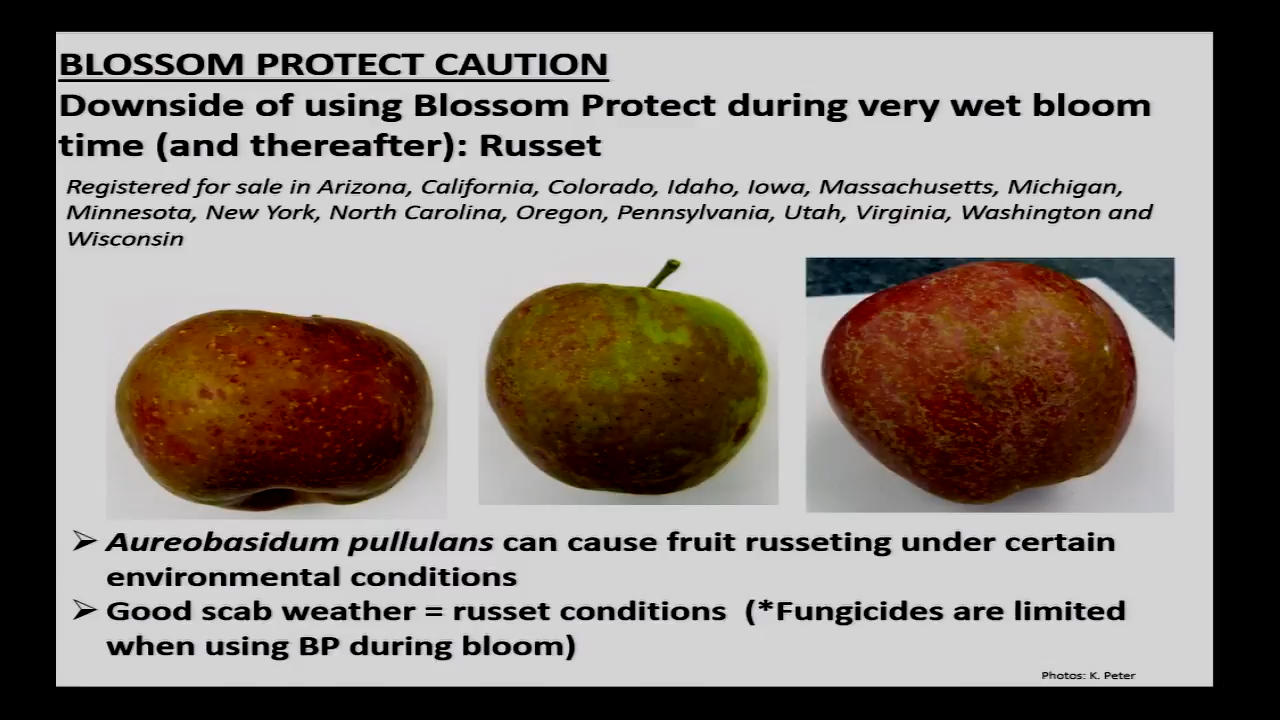 BLOSSOM PROTECT CAUTION
Downside of using Blossom Protect during very wet bloom
time (and thereafter): Russet
Registered for sale in Arizona, California, Colorado, Idaho, Iowa, Massachusetts, Michigan,
Minnesota, New York, North Carolina, Oregon, Pennsylvania, Utah, Virginia, Washington and
Wisconsin
➢ Aureobasidum pullulans can cause fruit russeting under certain
environmental conditions
➢ Good scab weather = russet conditions (*Fungicides are limited
when using BP during bloom)
Photos: K. Peter